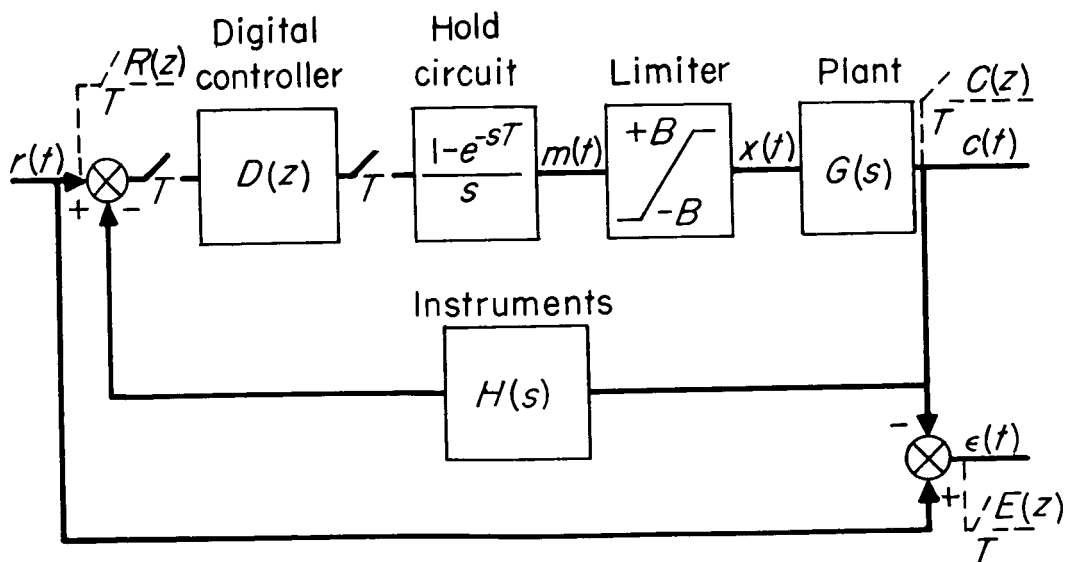 Digital
controller
Hold
circuit
Limiter
Plant
R(z)
T
C(z)
T
r(t)
+
-
T
D(z)
T
1-e^{-sT}
s
m(t)
+B
-B
x(t)
G(s)
c(t)
Instruments
H(s)
-
+
ϵ(t)
E(z)
T